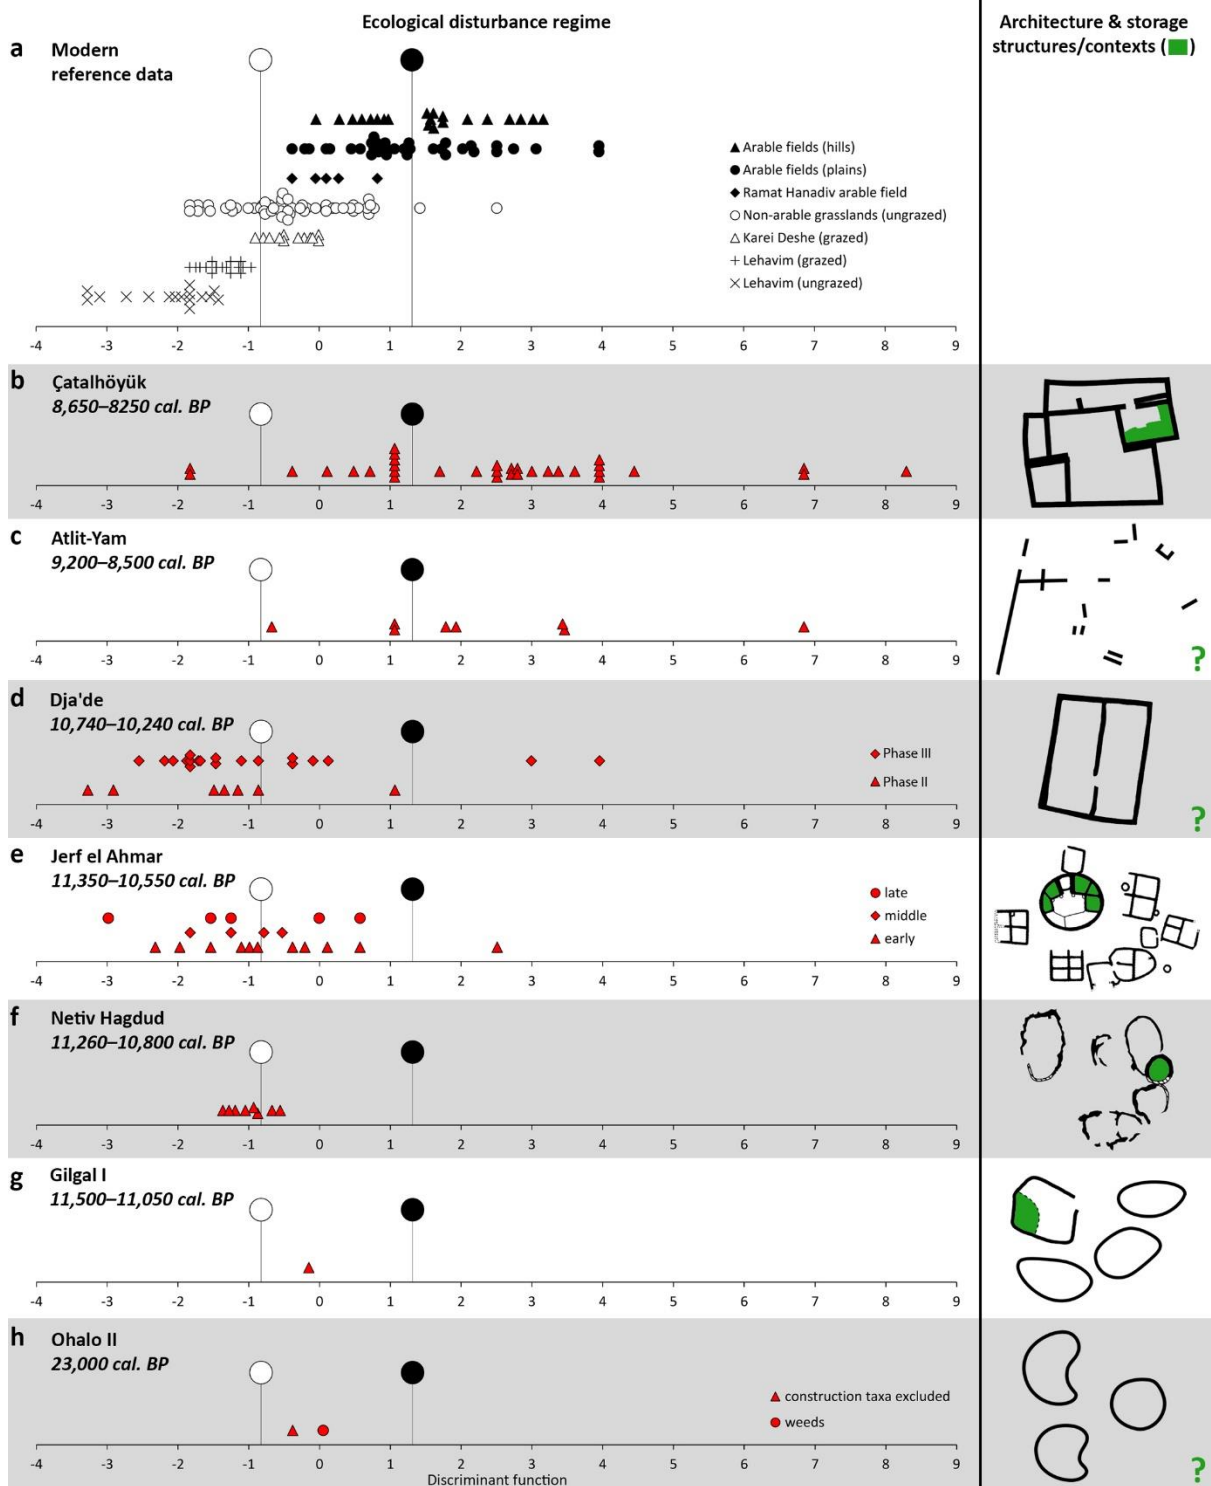 Ecological disturbance regime
Architecture & storage
structures/contexts ( )
a
Modern
reference data
Arable fields (hills)
Arable fields (plains)
Ramat Hanadiv arable field
Non-arable grasslands (ungrazed)
Karei Deshe (grazed)
Lehavim (grazed)
Lehavim (ungrazed)
-4 -3 -2 -1 0 1 2 3 4 5 6 7 8 9
b
Çatalhöyük
8,650–8250 cal. BP
-4 -3 -2 -1 0 1 2 3 4 5 6 7 8 9
c
Atlit-Yam
9,200–8,500 cal. BP
?
-4 -3 -2 -1 0 1 2 3 4 5 6 7 8 9
d
Dja'de
10,740–10,240 cal. BP
Phase III
Phase II
?
-4 -3 -2 -1 0 1 2 3 4 5 6 7 8 9
e
Jerf el Ahmar
11,350–10,550 cal. BP
late
middle
early
-4 -3 -2 -1 0 1 2 3 4 5 6 7 8 9
f
Netiv Hagdud
11,260–10,800 cal. BP
-4 -3 -2 -1 0 1 2 3 4 5 6 7 8 9
g
Gilgal I
11,500–11,050 cal. BP
-4 -3 -2 -1 0 1 2 3 4 5 6 7 8 9
h
Ohalo II
23,000 cal. BP
construction taxa excluded
weeds
?
-4 -3 -2 -1 0 1 2 3 4 5 6 7 8 9
Discriminant function